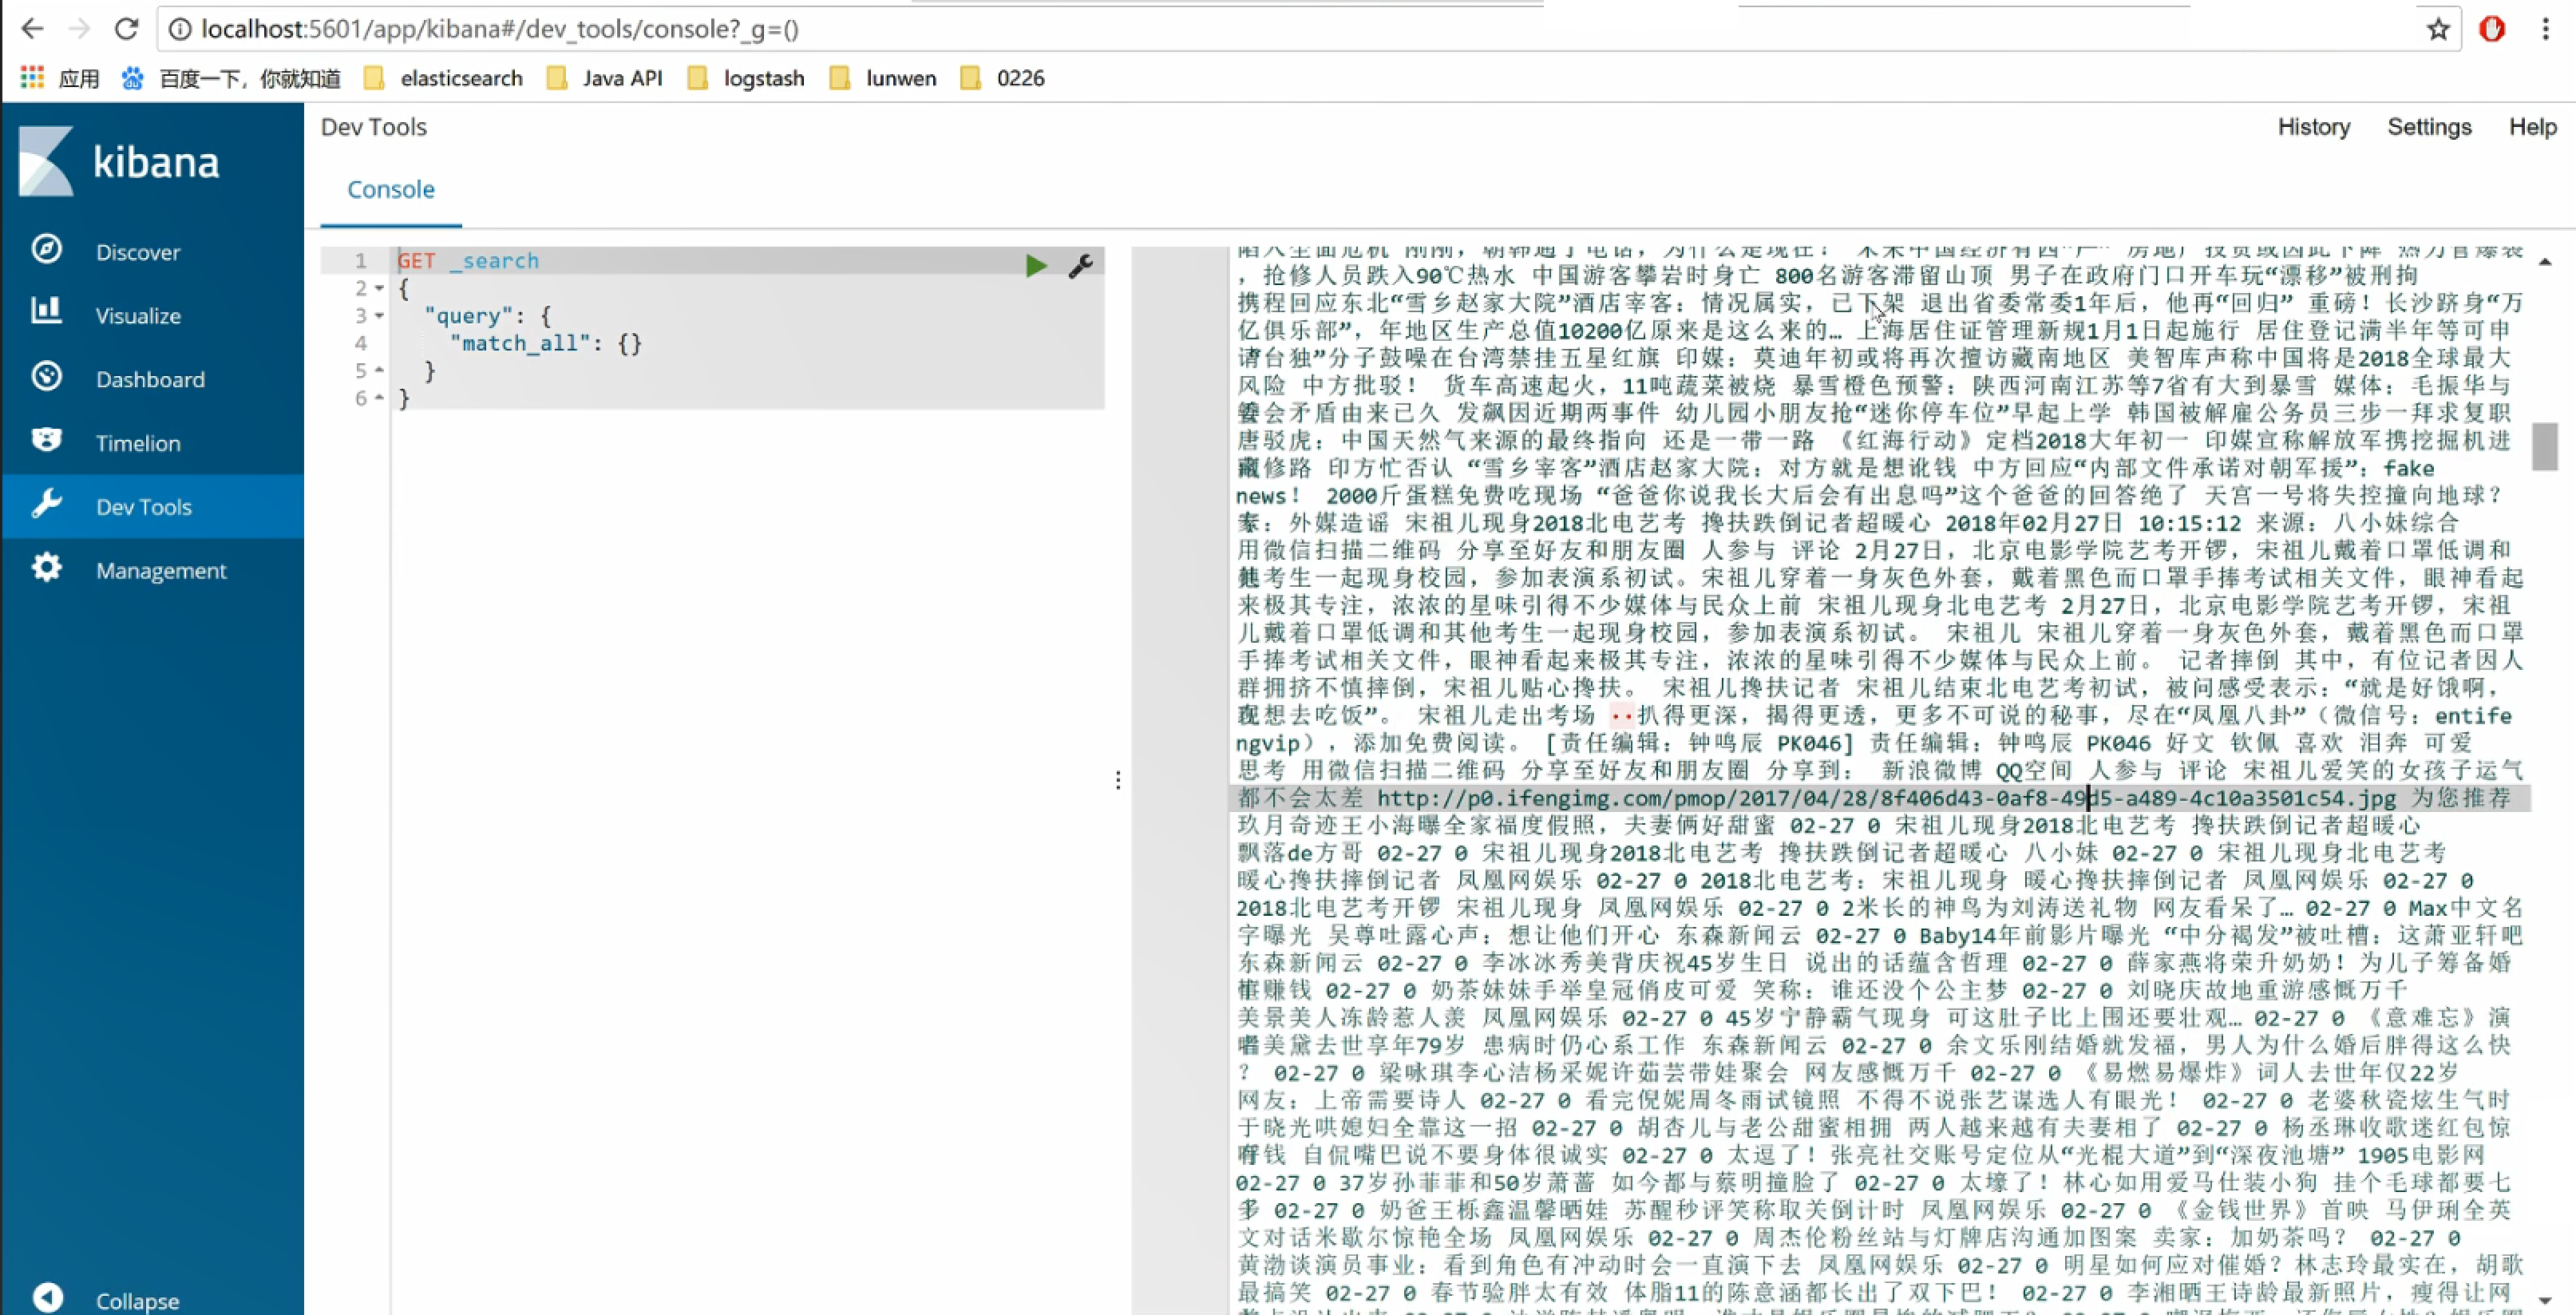 localhost:5601/app/kibana#/dev_tools/console?_g=()
应用 百度一下，你就知道 elasticsearch Java API logstash lunwen 0226
kibana
Discover
Visualize
Dashboard
Timelion
Dev Tools
Management
Collapse
Dev Tools
History Settings Help
Console
1 GET _search
2 {
3 "query": {
4 "match_all": {}
5 }
6 }
，抢修人员跌入90℃热水 中国游客攀岩时身亡 800名游客滞留山顶 男子在政府门口开车玩“漂移”被刑拘
携程回应东北“雪乡赵家大院”酒店宰客：情况属实，已下架 退出省委常委1年后，他再“回归” 重磅！长沙跻身“万
亿俱乐部”，年地区生产总值10200亿原来是这么来的… 上海居住证管理新规1月1日起施行 居住登记满半年等可申
“台独”分子鼓噪在台湾禁挂五星红旗 印媒：莫迪年初或将再次擅访藏南地区 美智库声称中国将是2018全球最大
风险 中方批驳！ 货车高速起火，11吨蔬菜被烧 暴雪橙色预警：陕西河南江苏等7省有大到暴雪 媒体：毛振华与
会矛盾由来已久 发飙因近期两事件 幼儿园小朋友抢“迷你停车位”早起上学 韩国被解雇公务员三步一拜求复职
唐驳虎：中国天然气来源的最终指向 还是一带一路 《红海行动》定档2018大年初一 印媒宣称解放军携挖掘机进
修路 印方忙否认 “雪乡宰客”酒店赵家大院：对方就是想讹钱 中方回应“内部文件承诺对朝军援”：fake
news！ 2000斤蛋糕免费吃现场 “爸爸你说我长大后会有出息吗”这个爸爸的回答绝了 天宫一号将失控撞向地球？
：外媒造谣 宋祖儿现身2018北电艺考 搀扶跌倒记者超暖心 2018年02月27日 10:15:12 来源：八小妹综合
用微信扫描二维码 分享至好友和朋友圈 人参与 评论 2月27日，北京电影学院艺考开锣，宋祖儿戴着口罩低调和
考生一起现身校园，参加表演系初试。宋祖儿穿着一身灰色外套，戴着黑色而口罩手捧考试相关文件，眼神看起
来极其专注，浓浓的星味引得不少媒体与民众上前 宋祖儿现身北电艺考 2月27日，北京电影学院艺考开锣，宋祖
儿戴着口罩低调和其他考生一起现身校园，参加表演系初试。 宋祖儿 宋祖儿穿着一身灰色外套，戴着黑色而口罩
手捧考试相关文件，眼神看起来极其专注，浓浓的星味引得不少媒体与民众上前。 记者摔倒 其中，有位记者因人
群拥挤不慎摔倒，宋祖儿贴心搀扶。 宋祖儿搀扶记者 宋祖儿结束北电艺考初试，被问感受表示：“就是好饿啊，
想去吃饭”。 宋祖儿走出考场 ··扒得更深，揭得更透，更多不可说的秘事，尽在“凤凰八卦”（微信号：entife
ngvip），添加免费阅读。 [责任编辑：钟鸣辰 PK046] 责任编辑：钟鸣辰 PK046 好文 钦佩 喜欢 泪奔 可爱
思考 用微信扫描二维码 分享至好友和朋友圈 分享到： 新浪微博 QQ空间 人参与 评论 宋祖儿爱笑的女孩子运气
都不会太差 http://p0.ifengimg.com/pmop/2017/04/28/8f406d43-0af8-49d5-a489-4c10a3501c54.jpg 为您推荐
玖月奇迹王小海曝全家福度假照，夫妻俩好甜蜜 02-27 0 宋祖儿现身2018北电艺考 搀扶跌倒记者超暖心
飘落de方哥 02-27 0 宋祖儿现身2018北电艺考 搀扶跌倒记者超暖心 八小妹 02-27 0 宋祖儿现身北电艺考
暖心搀扶摔倒记者 凤凰网娱乐 02-27 0 2018北电艺考：宋祖儿现身 暖心搀扶摔倒记者 凤凰网娱乐 02-27 0
2018北电艺考开锣 宋祖儿现身 凤凰网娱乐 02-27 0 2米长的神鸟为刘涛送礼物 网友看呆了… 02-27 0 Max中文名
字曝光 吴尊吐露心声：想让他们开心 东森新闻云 02-27 0 Baby14年前影片曝光 “中分褐发”被吐槽：这萧亚轩吧
东森新闻云 02-27 0 李冰冰秀美背庆祝45岁生日 说出的话蕴含哲理 02-27 0 薛家燕将荣升奶奶！为儿子筹备婚
赚钱 02-27 0 奶茶妹妹手举皇冠俏皮可爱 笑称：谁还没个公主梦 02-27 0 刘晓庆故地重游感慨万千
美景美人冻龄惹人羡 凤凰网娱乐 02-27 0 45岁宁静霸气现身 可这肚子比上围还要壮观… 02-27 0 《意难忘》演
美黛去世享年79岁 患病时仍心系工作 东森新闻云 02-27 0 余文乐刚结婚就发福，男人为什么婚后胖得这么快
？ 02-27 0 梁咏琪李心洁杨采妮许茹芸带娃聚会 网友感慨万千 02-27 0 《易燃易爆炸》词人去世年仅22岁
网友：上帝需要诗人 02-27 0 看完倪妮周冬雨试镜照 不得不说张艺谋选人有眼光！ 02-27 0 老婆秋瓷炫生气时
于晓光哄媳妇全靠这一招 02-27 0 胡杏儿与老公甜蜜相拥 两人越来越有夫妻相了 02-27 0 杨丞琳收歌迷红包惊
钱 自侃嘴巴说不要身体很诚实 02-27 0 太逗了！张亮社交账号定位从“光棍大道”到“深夜池塘” 1905电影网
02-27 0 37岁孙菲菲和50岁萧蔷 如今都与蔡明撞脸了 02-27 0 太壕了！林心如用爱马仕装小狗 挂个毛球都要七
02-27 0 奶爸王栎鑫温馨晒娃 苏醒秒评笑称取关倒计时 凤凰网娱乐 02-27 0 《金钱世界》首映 马伊琍全英
文对话米歇尔惊艳全场 凤凰网娱乐 02-27 0 周杰伦粉丝站与灯牌店沟通加图案 卖家：加奶茶吗？ 02-27 0
黄渤谈演员事业：看到角色有冲动时会一直演下去 凤凰网娱乐 02-27 0 明星如何应对催婚？林志玲最实在，胡歌
最搞笑 02-27 0 春节验胖太有效 体脂11的陈意涵都长出了双下巴！ 02-27 0 李湘晒王诗龄最新照片，瘦得让网